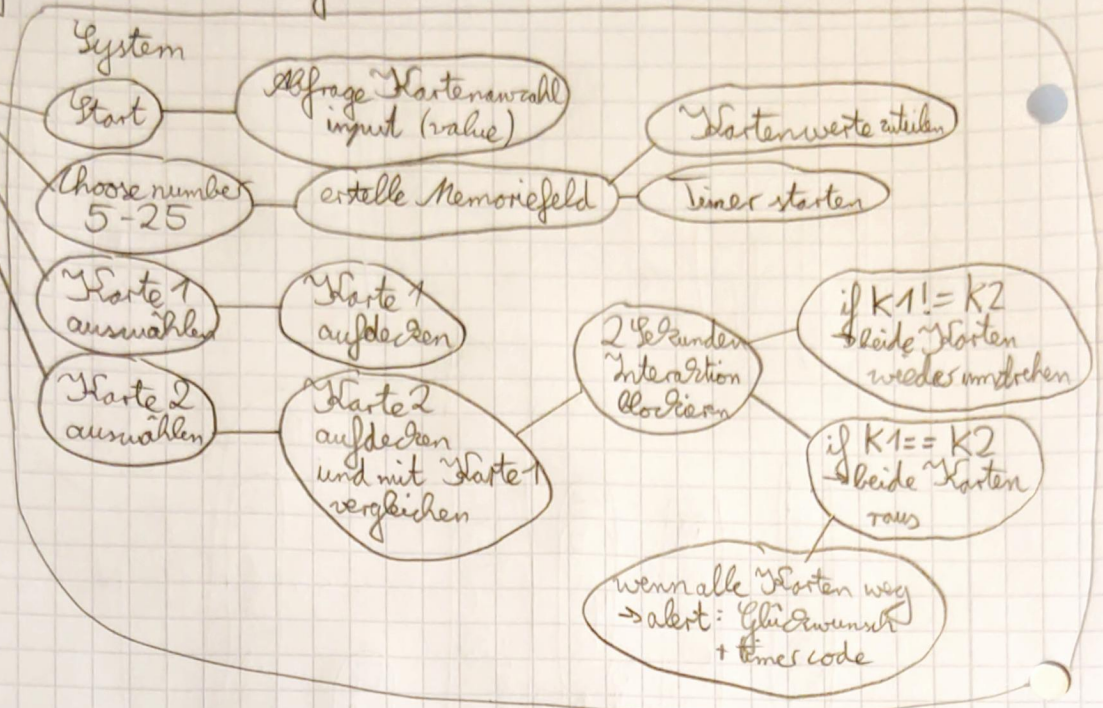 System
Start
Abfrage Kartenanzahl
input (value)
Kartenwerte zuteilen
Choose number
5-25
erstelle Memoriefeld
Timer starten
Karte 1
auswählen
Karte 1
aufdecken
2 Sekunden
Interaktion
blockieren
if K1!= K2
→ beide Karten
wieder umdrehen
Karte 2
auswählen
Karte 2
aufdecken
und mit Karte 1
vergleichen
if K1== K2
→ beide Karten
raus
wenn alle Karten weg
→ alert: Glückwunsch
+ timer code